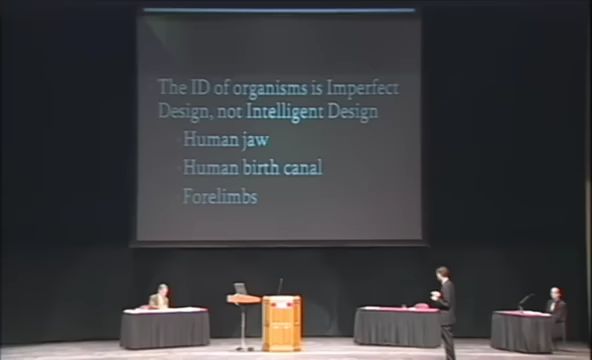 The ID of organisms is Imperfect
Design, not Intelligent Design
Human jaw
Human birth canal
Forelimbs